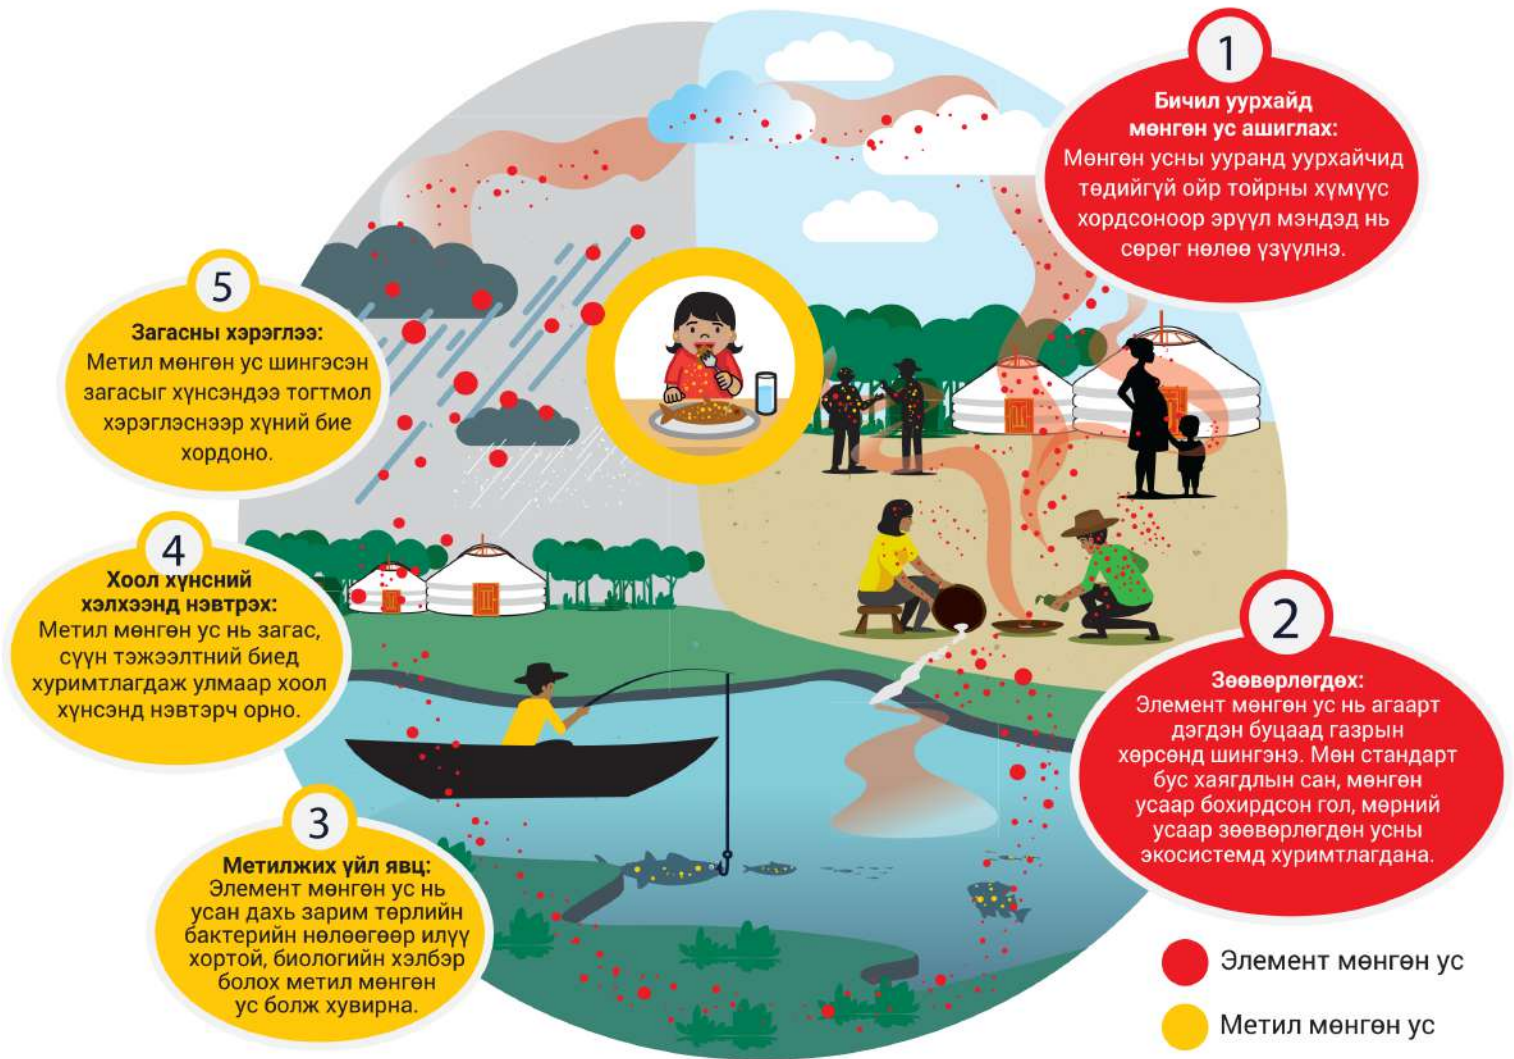 1
Бичил уурхайд
мөнгөн ус ашиглах:
Мөнгөн усны ууранд уурхайчид
төдийгүй ойр тойрны хүмүүс
хордсоноор эрүүл мэндэд нь
сөрөг нөлөө үзүүлнэ.
2
Зөөвөрлөгдөх:
Элемент мөнгөн ус нь агаарт
дэгдэн буцаад газрын
хөрсөнд шингэнэ. Мөн стандарт
бус хаягдлын сан, мөнгөн
усаар бохирдсон гол, мөрний
усаар зөөвөрлөгдөн усны
экосистемд хуримтлагдана.
3
Метилжих үйл явц:
Элемент мөнгөн ус нь
усан дахь зарим төрлийн
бактерийн нөлөөгөөр илүү
хортой, биологийн хэлбэр
болох метил мөнгөн
ус болж хувирна.
4
Хоол хүнсний
хэлхээнд нэвтрэх:
Метил мөнгөн ус нь загас,
сүүн тэжээлтний биед
хуримтлагдаж улмаар хоол
хүнсэнд нэвтэрч орно.
5
Загасны хэрэглээ:
Метил мөнгөн ус шингэсэн
загасыг хүнсэндээ тогтмол
хэрэглэснээр хүний бие
хордоно.
Элемент мөнгөн ус
Метил мөнгөн ус